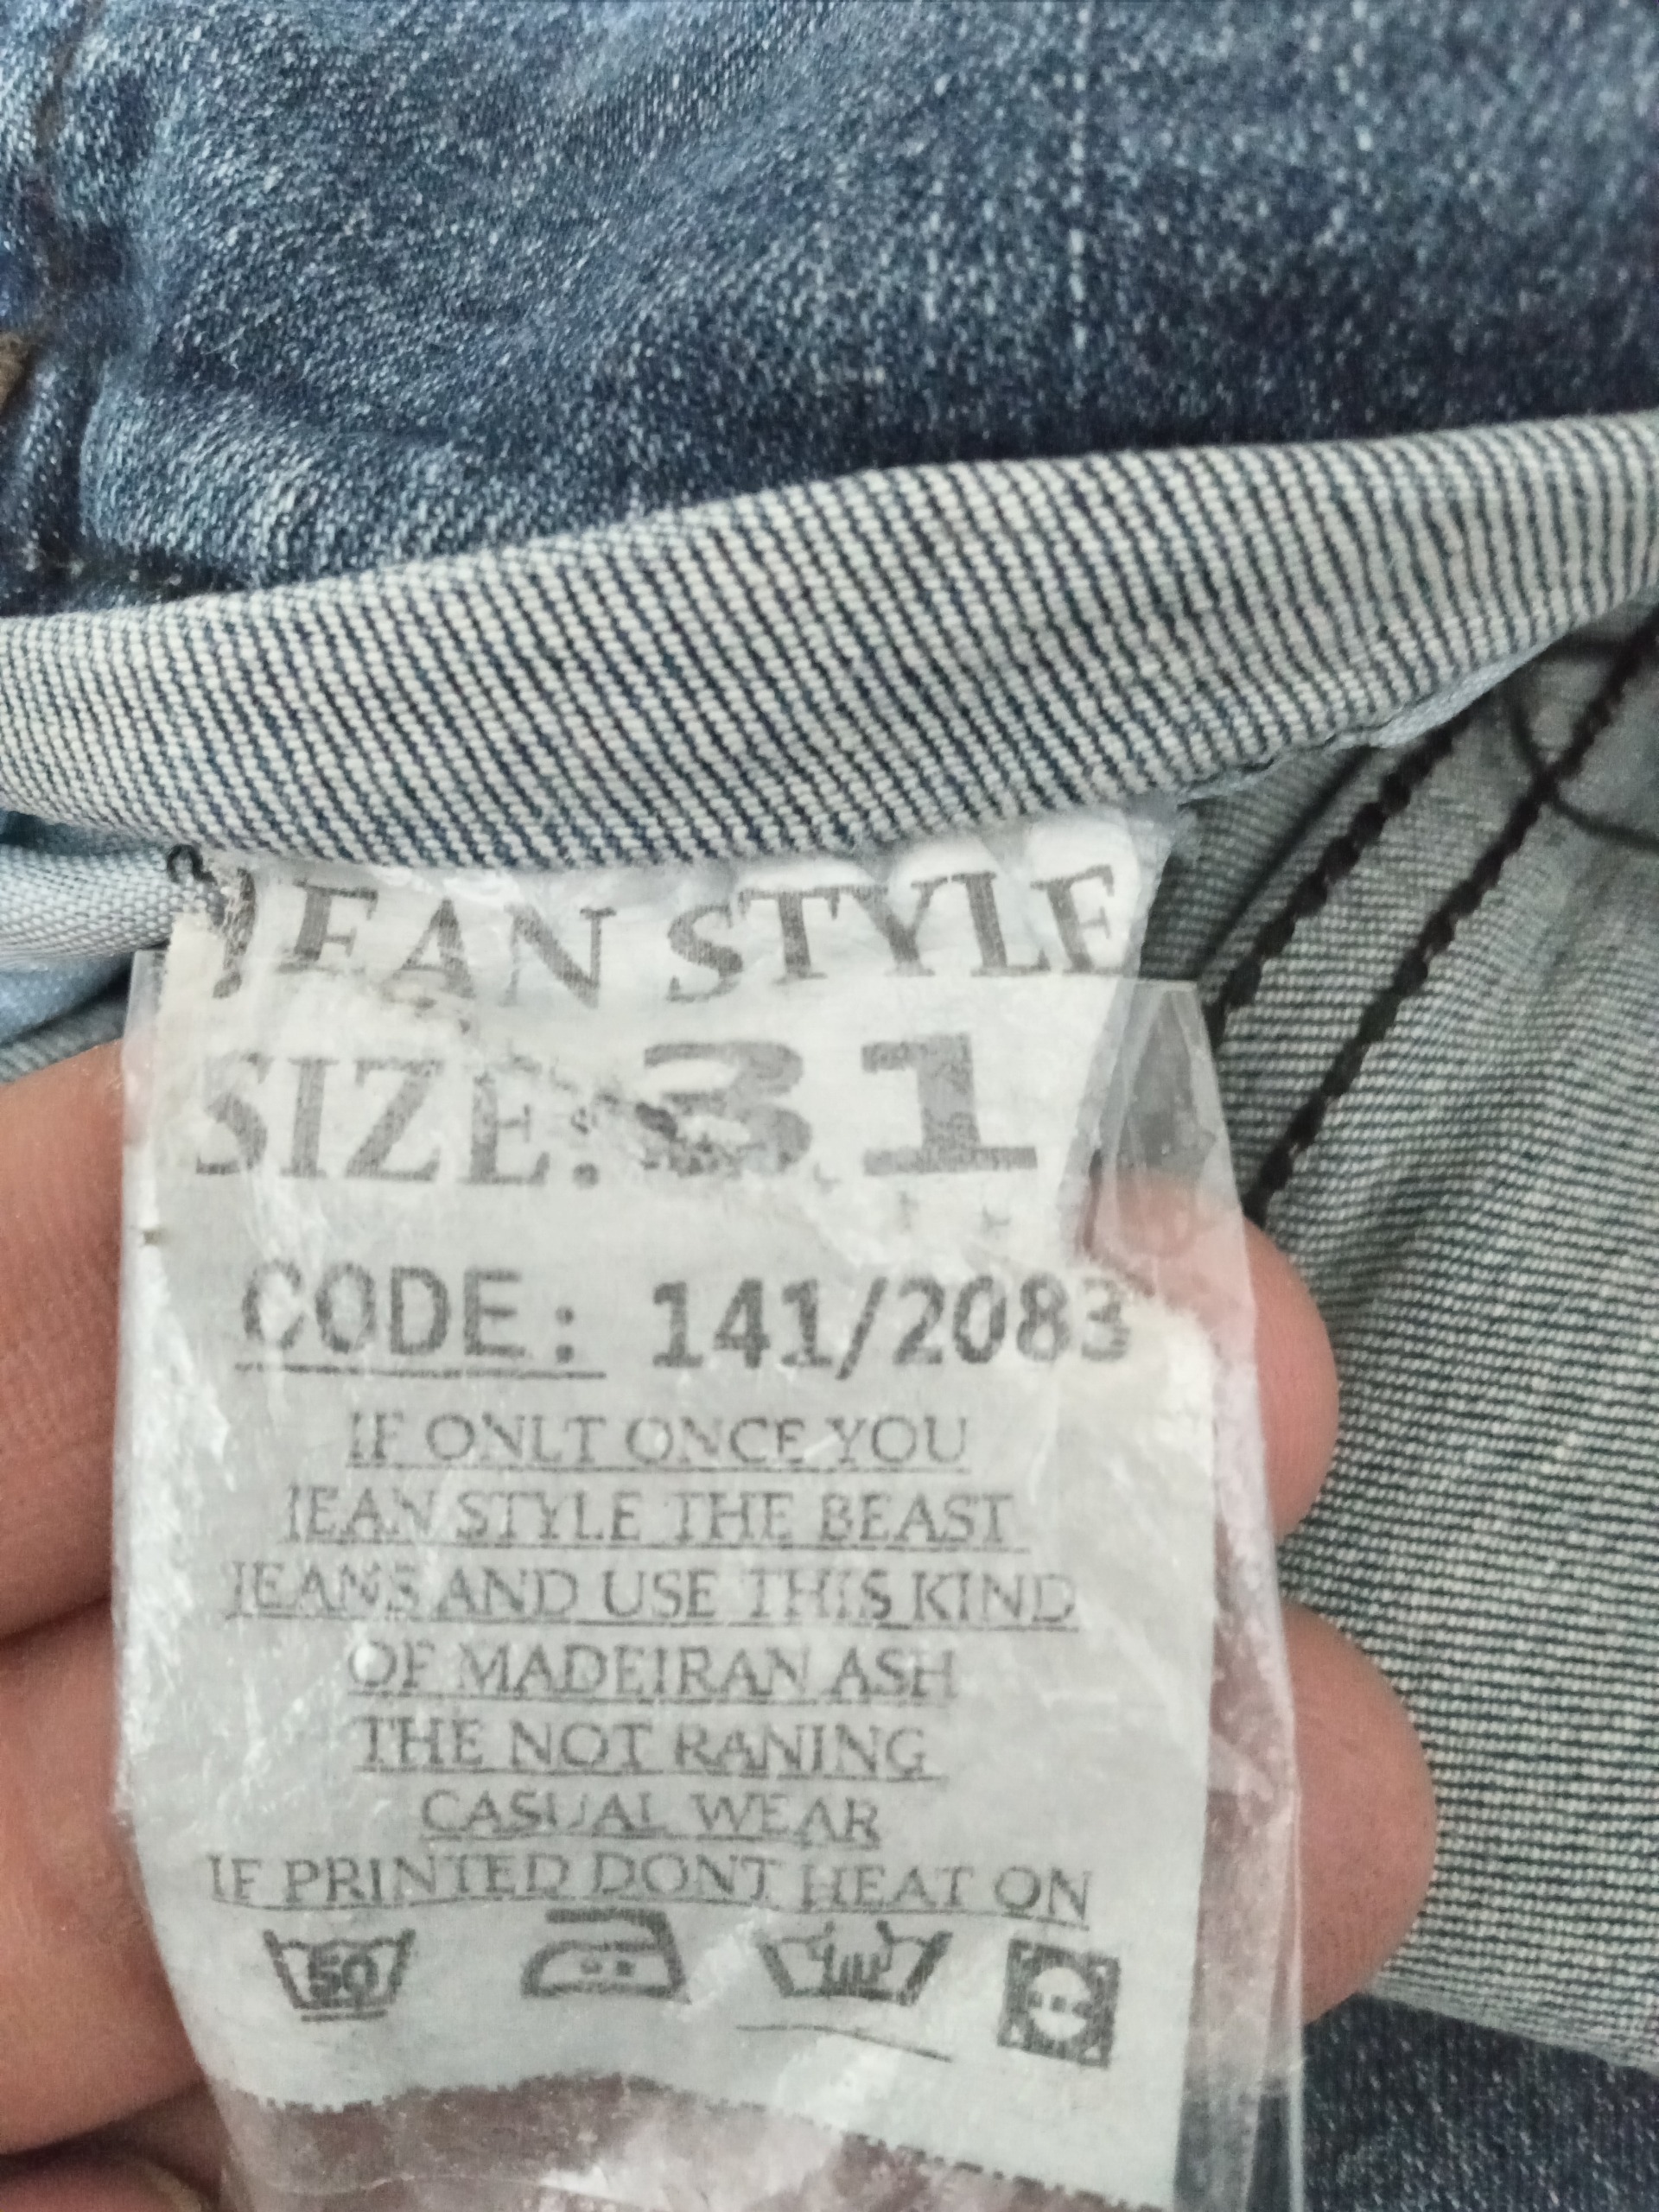 JEAN STYLE
SIZE: 31
CODE: 141/2083
IF ONLT ONCE YOU
JEAN STYLE THE BEAST
JEANS AND USE THIS KIND
OF MADEIRAN ASH
THE NOT RANING
CASUAL WEAR
IF PRINTED DONT HEAT ON
50